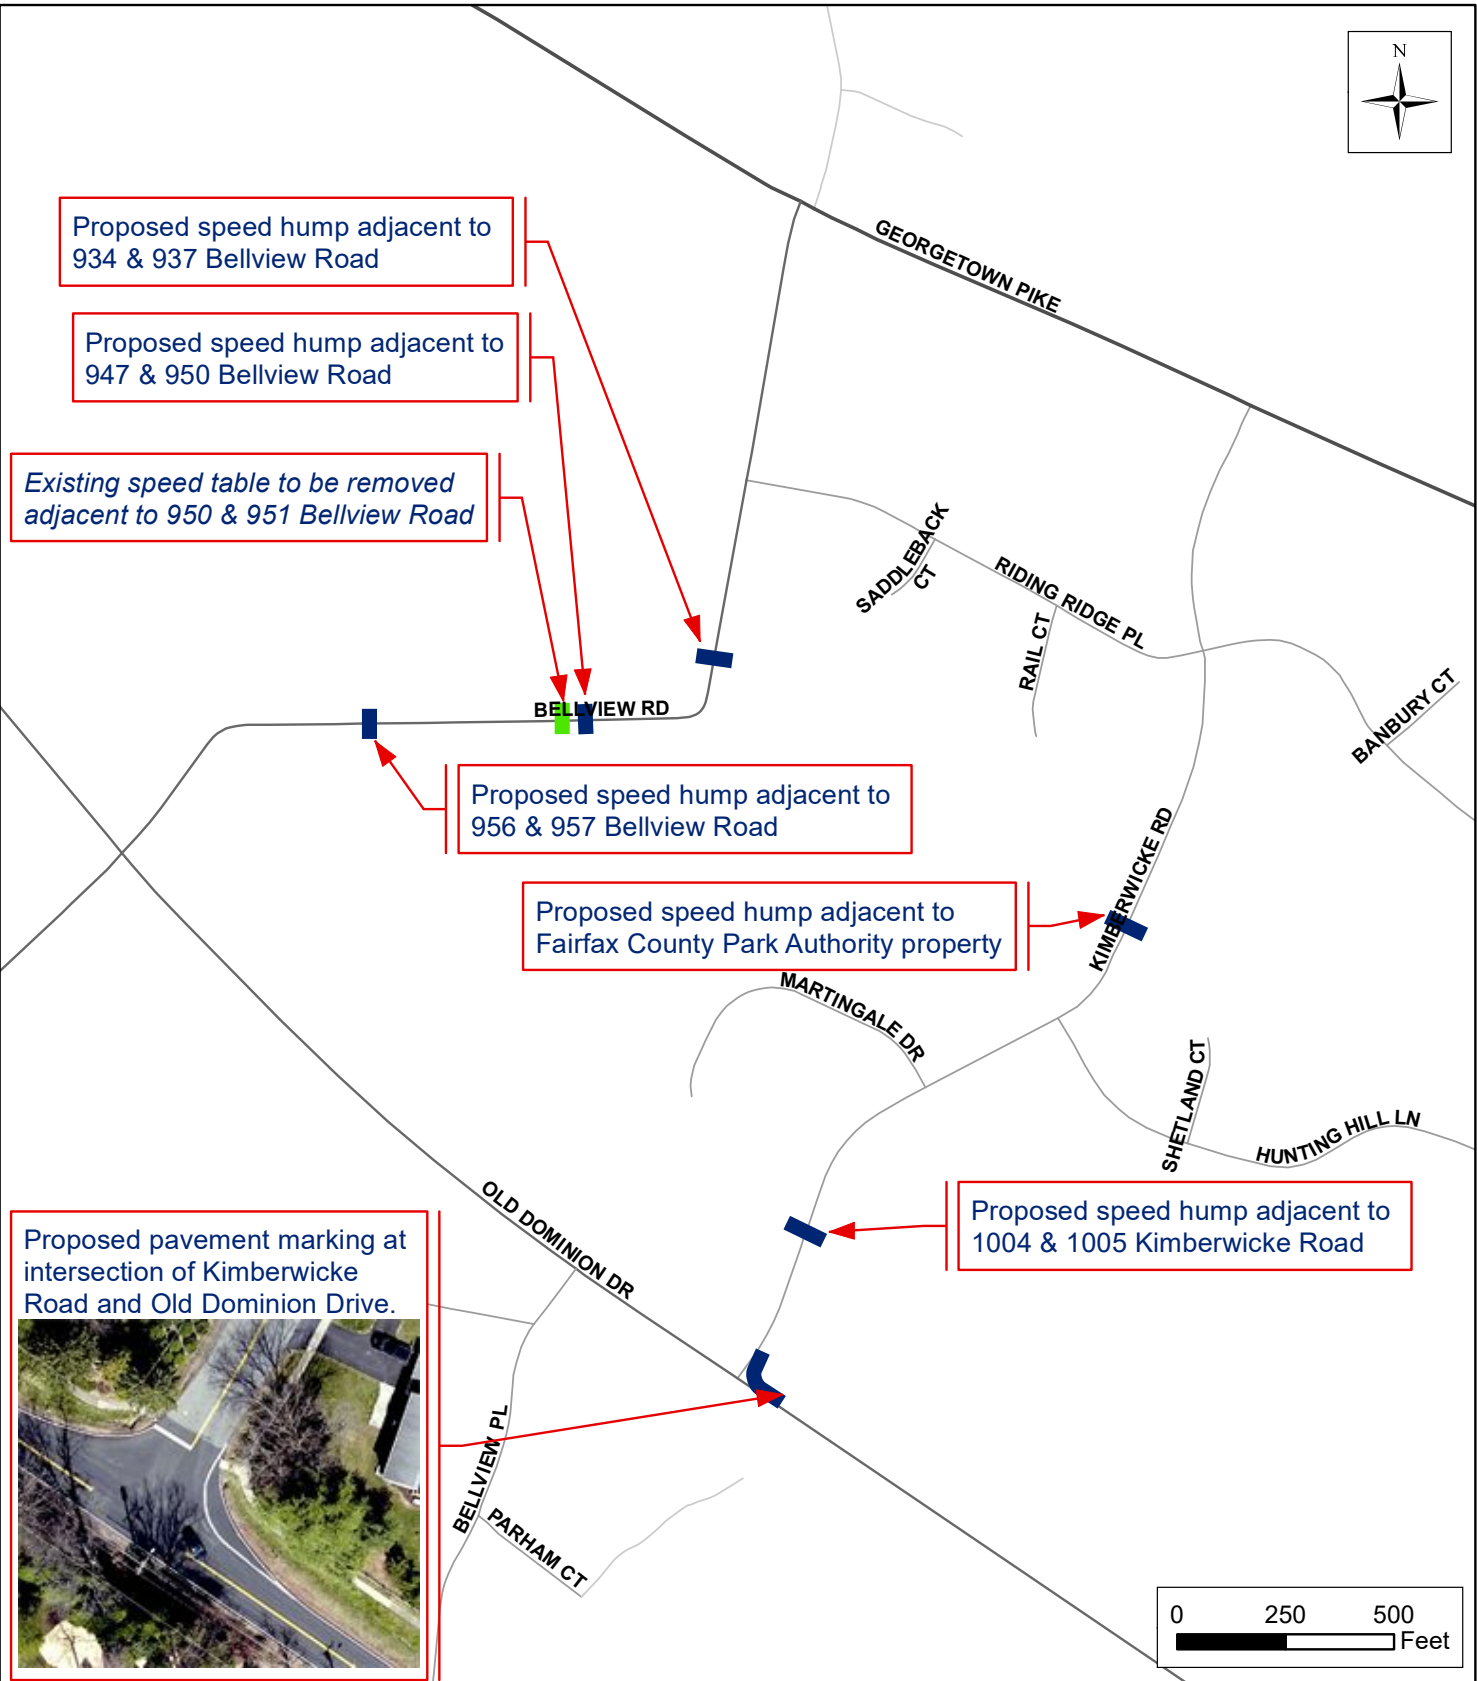 N
GEORGETOWN PIKE
Proposed speed hump adjacent to
934 & 937 Bellview Road
Proposed speed hump adjacent to
947 & 950 Bellview Road
Existing speed table to be removed
adjacent to 950 & 951 Bellview Road
SADDLEBACK
CT
RIDING RIDGE PL
RAIL CT
BANBURY CT
BELLVIEW RD
Proposed speed hump adjacent to
956 & 957 Bellview Road
KIMBERWICKE RD
Proposed speed hump adjacent to
Fairfax County Park Authority property
MARTINGALE DR
SHETLAND CT
HUNTING HILL LN
OLD DOMINION DR
Proposed speed hump adjacent to
1004 & 1005 Kimberwicke Road
Proposed pavement marking at
intersection of Kimberwicke
Road and Old Dominion Drive.
BELLVIEW PL
PARHAM CT
0 250 500
Feet